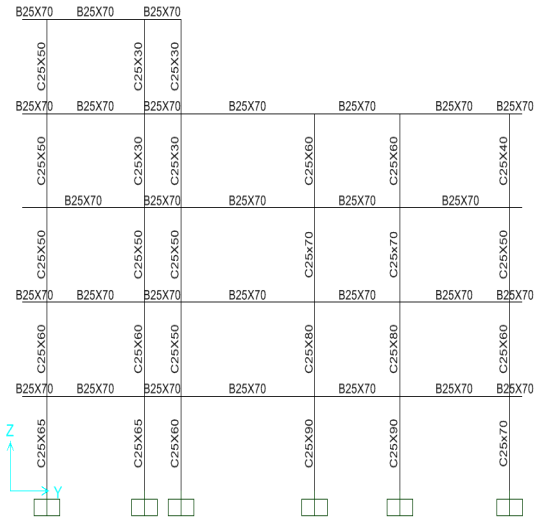 B25X70 B25X70 B25X70
C25X50 C25X30 C25X30
B25X70 B25X70 B25X70 B25X70 B25X70 B25X70 B25X70
C25X50 C25X30 C25X30 C25X60 C25X60 C25X40
B25X70 B25X70 B25X70 B25X70 B25X70
C25X50 C25X50 C25X50 C25x70 C25x70 C25X50
B25X70 B25X70 B25X70 B25X70 B25X70 B25X70 B25X70
C25X60 C25X60 C25X50 C25X80 C25X80 C25X60
B25X70 B25X70 B25X70 B25X70 B25X70 B25X70 B25X70
C25X65 C25X65 C25X60 C25X90 C25X90 C25x70
Z
Y